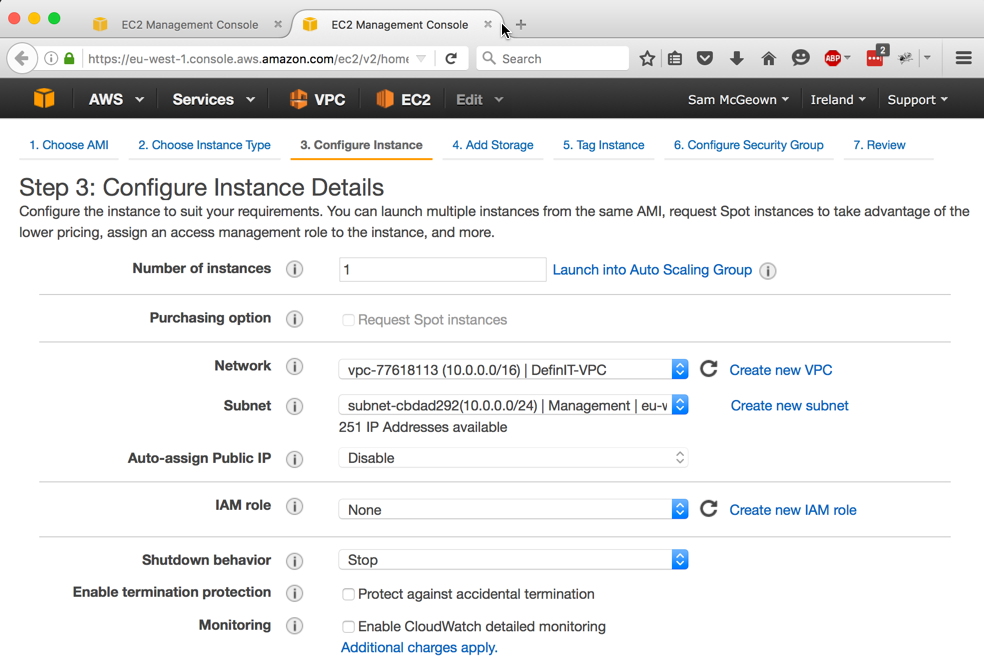 EC2 Management Console
EC2 Management Console
https://eu-west-1.console.aws.amazon.com/ec2/v2/home
Search
ABP
2
AWS
Services
VPC
EC2
Edit
Sam McGeown
Ireland
Support
1. Choose AMI
2. Choose Instance Type
3. Configure Instance
4. Add Storage
5. Tag Instance
6. Configure Security Group
7. Review
Step 3: Configure Instance Details
Configure the instance to suit your requirements. You can launch multiple instances from the same AMI, request Spot instances to take advantage of the
lower pricing, assign an access management role to the instance, and more.
Number of instances
1
Launch into Auto Scaling Group
Purchasing option
Request Spot instances
Network
vpc-77618113 (10.0.0.0/16) | DefinIT-VPC
Create new VPC
Subnet
subnet-cbdad292(10.0.0.0/24) | Management | eu-w
Create new subnet
251 IP Addresses available
Auto-assign Public IP
Disable
IAM role
None
Create new IAM role
Shutdown behavior
Stop
Enable termination protection
Protect against accidental termination
Monitoring
Enable CloudWatch detailed monitoring
Additional charges apply.